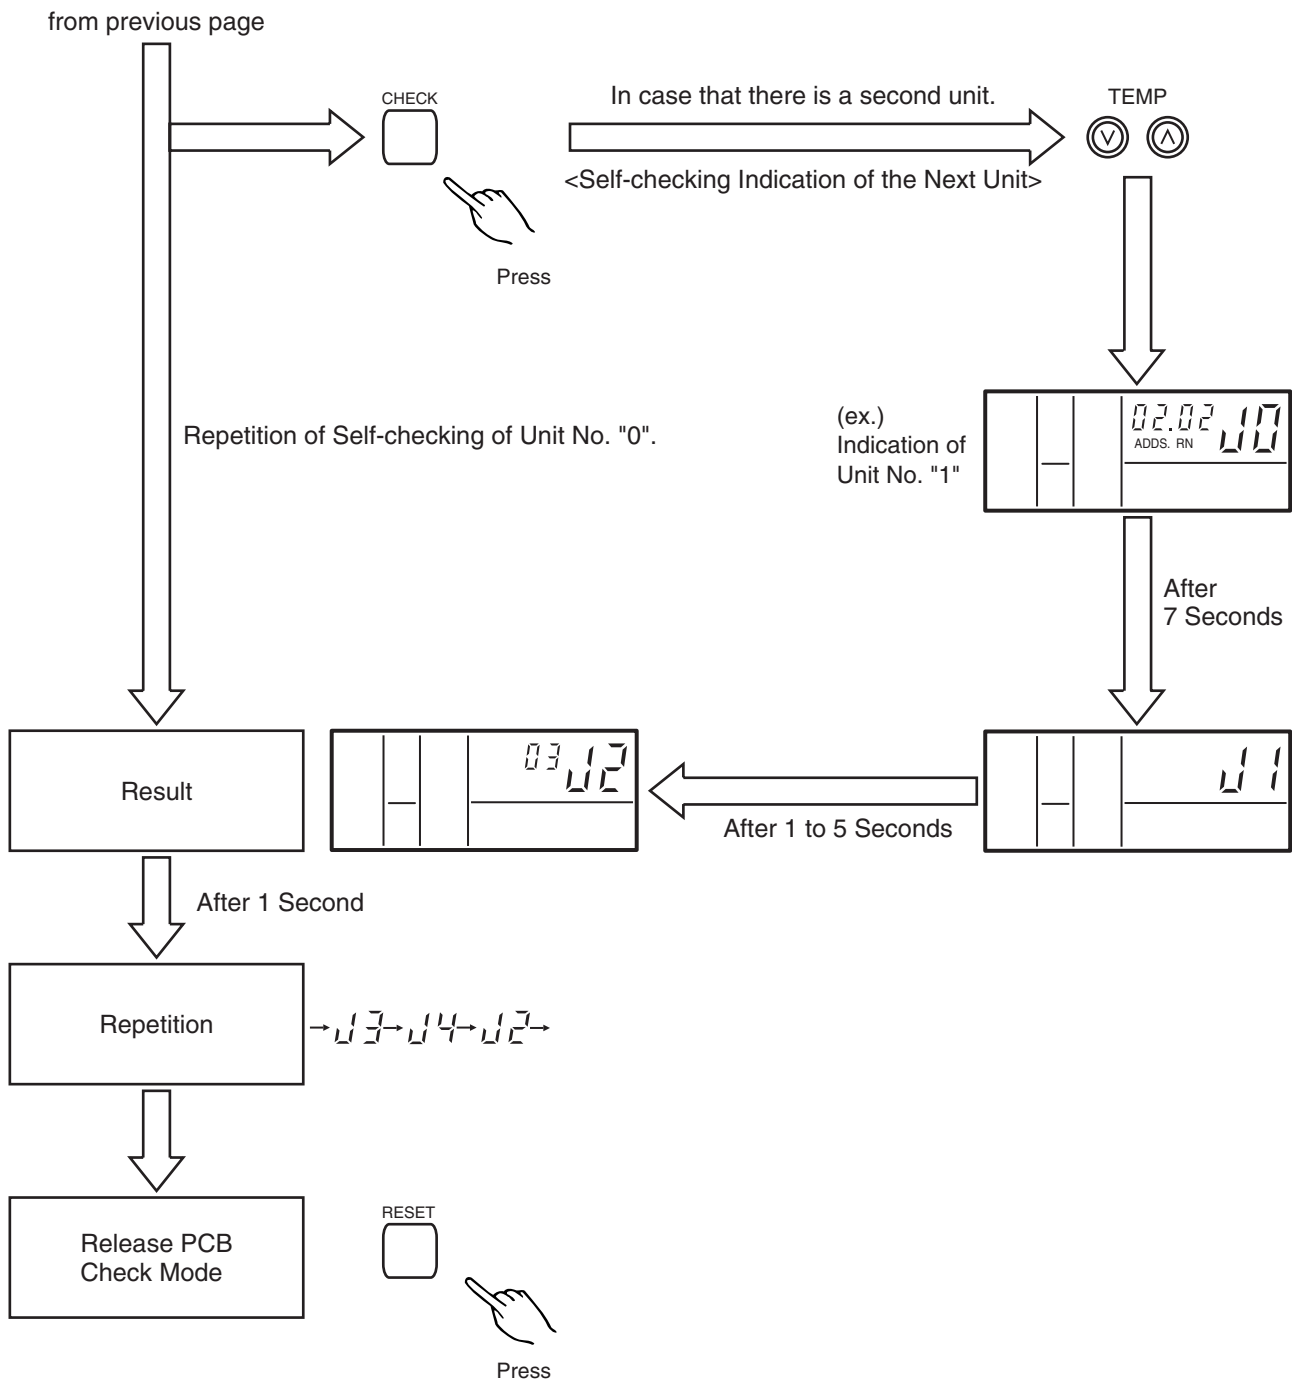 from previous page
CHECK
In case that there is a second unit.
TEMP
<Self-checking Indication of the Next Unit>
Press
(ex.)
Indication of
Unit No. "1"
02.02 J0
ADDS. RN
Repetition of Self-checking of Unit No. "0".
After
7 Seconds
Result
03 J2
After 1 to 5 Seconds
J1
After 1 Second
Repetition
→J3→J4→J2→
Release PCB
Check Mode
RESET
Press